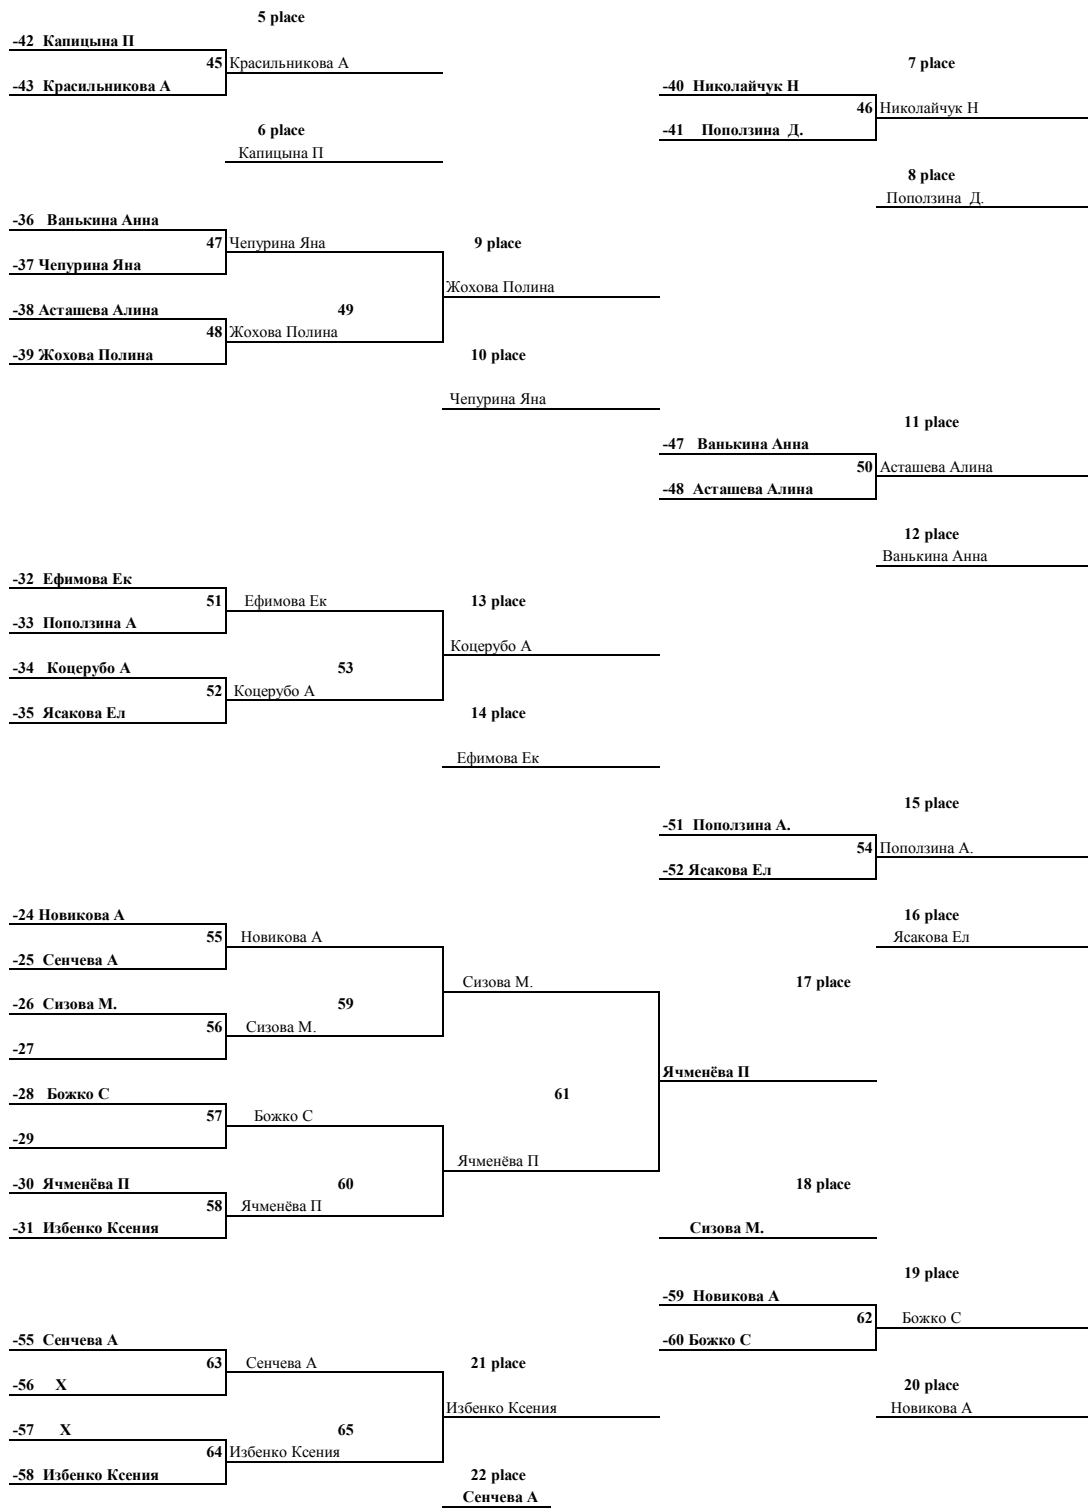 5 place
-42 Капицына П
45 Красильникова А
7 place
-43 Красильникова А
-40 Николайчук Н
46 Николайчук Н
6 place
-41 Поползина Д.
Капицына П
8 place
Поползина Д.
-36 Ванькина Анна
47 Чепурина Яна
9 place
-37 Чепурина Яна
Жохова Полина
-38 Асташева Алина
49
48 Жохова Полина
-39 Жохова Полина
10 place
Чепурина Яна
11 place
-47 Ванькина Анна
50 Асташева Алина
-48 Асташева Алина
12 place
Ванькина Анна
-32 Ефимова Ек
51 Ефимова Ек
13 place
-33 Поползина А
Коцерубо А
-34 Коцерубо А
53
52 Коцерубо А
-35 Ясакова Ел
14 place
Ефимова Ек
15 place
-51 Поползина А.
54 Поползина А.
-52 Ясакова Ел
-24 Новикова А
16 place
55 Новикова А
Ясакова Ел
-25 Сенчева А
Сизова М.
17 place
-26 Сизова М.
59
56 Сизова М.
-27
Ячменёва П
-28 Божко С
61
57 Божко С
-29
Ячменёва П
-30 Ячменёва П
60
18 place
58 Ячменёва П
-31 Избенко Ксения
Сизова М.
19 place
-59 Новикова А
62 Божко С
-55 Сенчева А
-60 Божко С
63 Сенчева А
21 place
-56 Х
20 place
Избенко Ксения
Новикова А
-57 Х
65
64 Избенко Ксения
-58 Избенко Ксения
22 place
Сенчева А